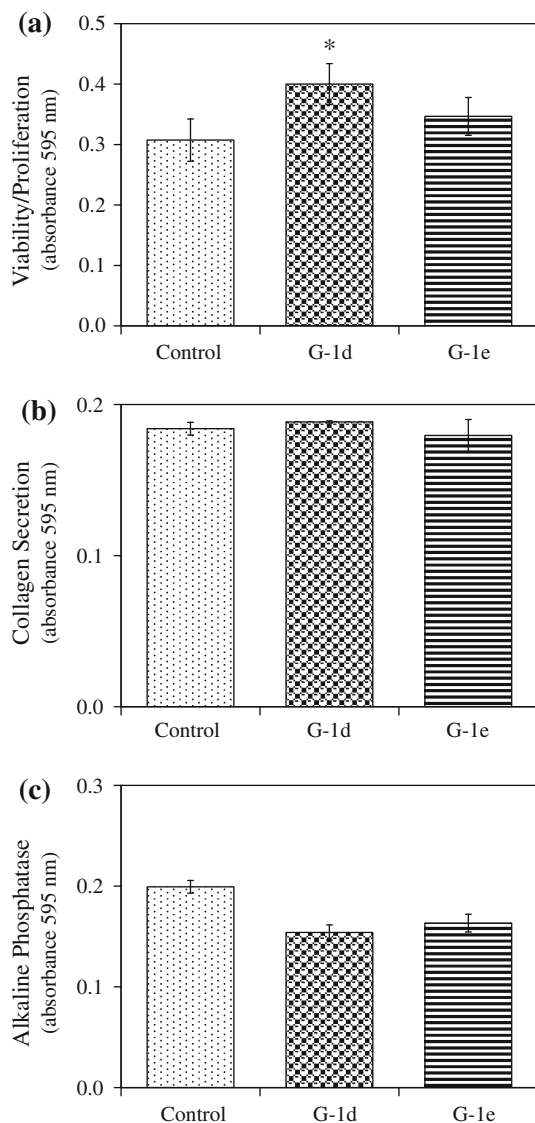 (a)
Viability/Proliferation
(absorbance 595 nm)
0.5
0.4
0.3
0.2
0.1
0.0
*
Control G-1d G-1e
(b)
Collagen Secretion
(absorbance 595 nm)
0.2
0.1
0.0
Control G-1d G-1e
(c)
Alkaline Phosphatase
(absorbance 595 nm)
0.3
0.2
0.1
0.0
Control G-1d G-1e